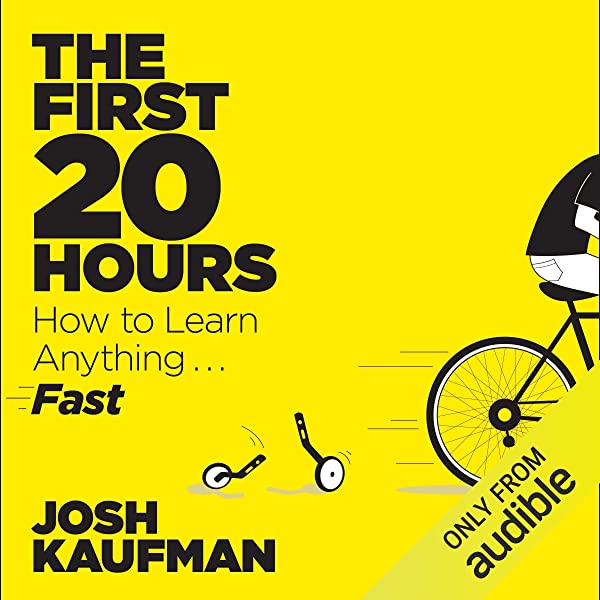 THE
FIRST
20
HOURS
How to Learn
Anything...
Fast
JOSH
KAUFMAN
ONLY FROM
audible